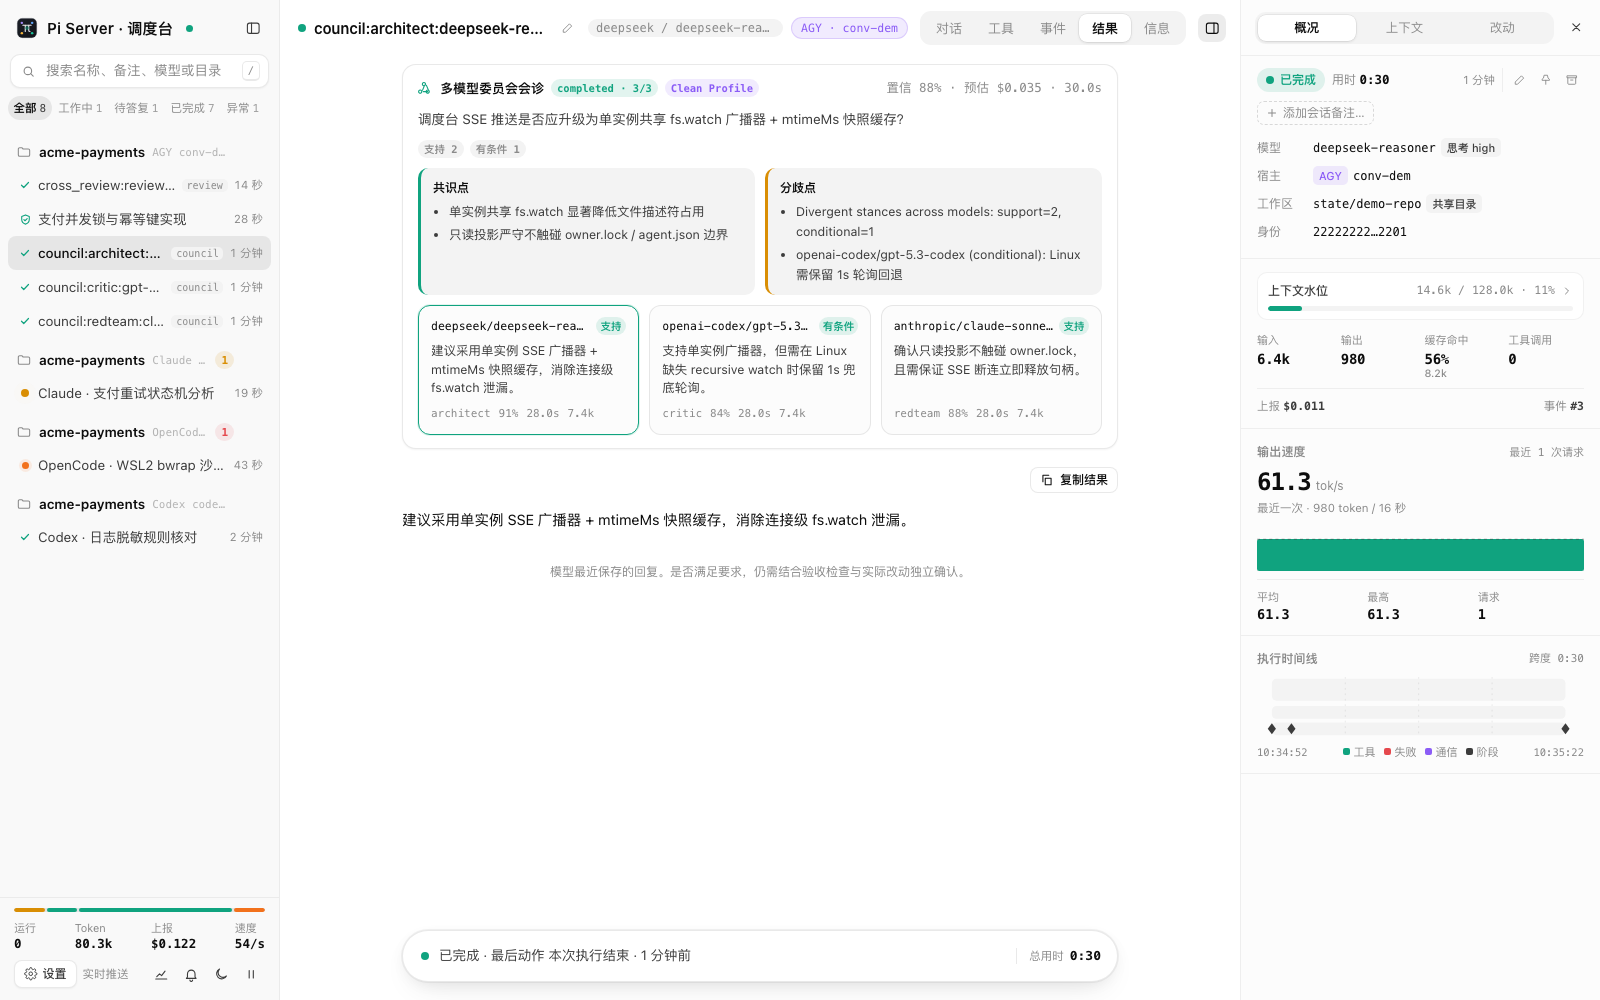 Pi Server · 调度台
搜索名称、备注、模型或目录 /
全部 8 工作中 1 待答复 1 已完成 7 异常 1
acme-payments AGY conv-d…
cross_review:review… review 14 秒
支付并发锁与幂等键实现 28 秒
council:architect:… council 1 分钟
council:critic:gpt-… council 1 分钟
council:redteam:cl… council 1 分钟
acme-payments Claude … 1
Claude · 支付重试状态机分析 19 秒
acme-payments OpenCod… 1
OpenCode · WSL2 bwrap 沙… 43 秒
acme-payments Codex code…
Codex · 日志脱敏规则核对 2 分钟
运行 Token 上报 速度
0 80.3k $0.122 54/s
设置 实时推送
council:architect:deepseek-re… deepseek / deepseek-rea… AGY · conv-dem 对话 工具 事件 结果 信息
多模型委员会会诊 completed · 3/3 Clean Profile 置信 88% · 预估 $0.035 · 30.0s
调度台 SSE 推送是否应升级为单实例共享 fs.watch 广播器 + mtimeMs 快照缓存?
支持 2 有条件 1
共识点
• 单实例共享 fs.watch 显著降低文件描述符占用
• 只读投影严守不触碰 owner.lock / agent.json 边界
分歧点
• Divergent stances across models: support=2,
conditional=1
• openai-codex/gpt-5.3-codex (conditional): Linux
需保留 1s 轮询回退
deepseek/deepseek-rea… 支持
建议采用单实例 SSE 广播器 +
mtimeMs 快照缓存，消除连接级
fs.watch 泄漏。
architect 91% 28.0s 7.4k
openai-codex/gpt-5.3… 有条件
支持单实例广播器，但需在 Linux
缺失 recursive watch 时保留 1s 兜
底轮询。
critic 84% 28.0s 7.4k
anthropic/claude-sonne… 支持
确认只读投影不触碰 owner.lock，
且需保证 SSE 断连立即释放句柄。
redteam 88% 28.0s 7.4k
复制结果
建议采用单实例 SSE 广播器 + mtimeMs 快照缓存，消除连接级 fs.watch 泄漏。
模型最近保存的回复。是否满足要求，仍需结合验收检查与实际改动独立确认。
已完成 · 最后动作 本次执行结束 · 1 分钟前 总用时 0:30
概况 上下文 改动
已完成 用时 0:30 1 分钟
+ 添加会话备注…
模型 deepseek-reasoner 思考 high
宿主 AGY conv-dem
工作区 state/demo-repo 共享目录
身份 22222222…2201
上下文水位 14.6k / 128.0k · 11%
输入 输出 缓存命中 工具调用
6.4k 980 56% 0
8.2k
上报 $0.011 事件 #3
输出速度 最近 1 次请求
61.3 tok/s
最近一次 · 980 token / 16 秒
平均 最高 请求
61.3 61.3 1
执行时间线 跨度 0:30
10:34:52 工具 失败 通信 阶段 10:35:22